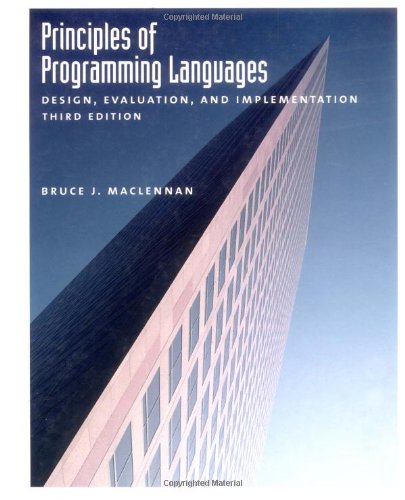 Copyrighted Material
Principles of
Programming Languages
DESIGN, EVALUATION, AND IMPLEMENTATION
THIRD EDITION
BRUCE J. MACLENNAN
Copyrighted Material